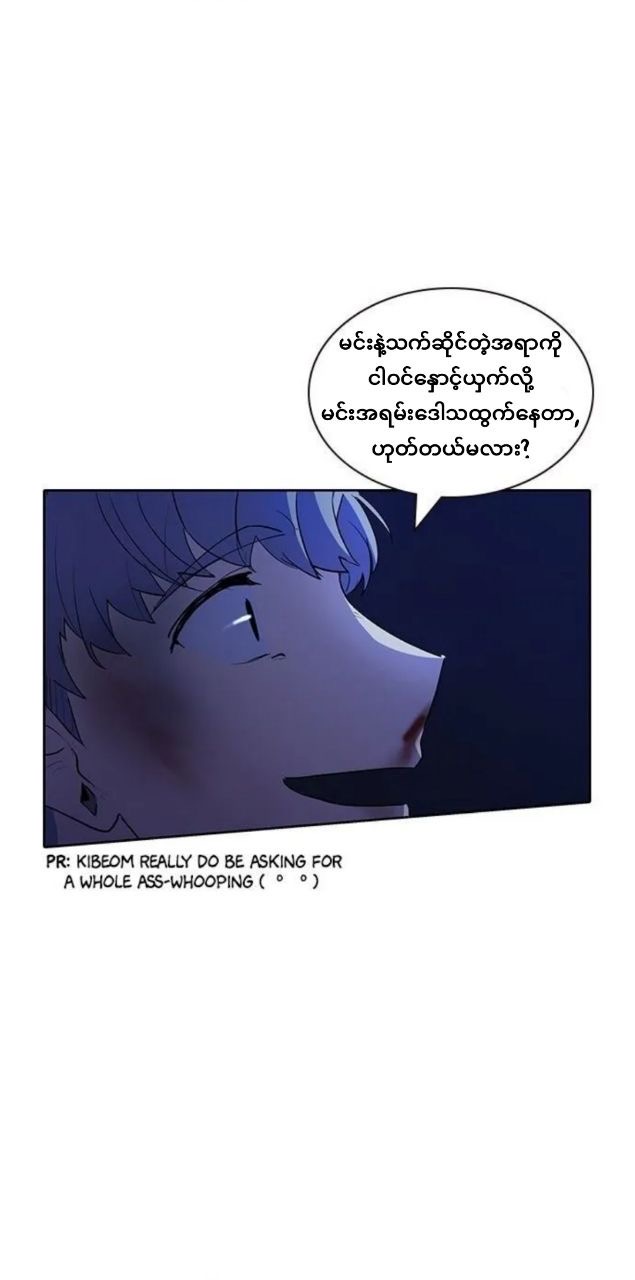 မင်းနဲ့သက်ဆိုင်တဲ့အရာကို
ငါဝင်နှောင့်ယှက်လို့
မင်းအရမ်းဒေါသထွက်နေတာ,
ဟုတ်တယ်မလား?
PR: KIBEOM REALLY DO BE ASKING FOR
A WHOLE ASS-WHOOPING ( ° °)